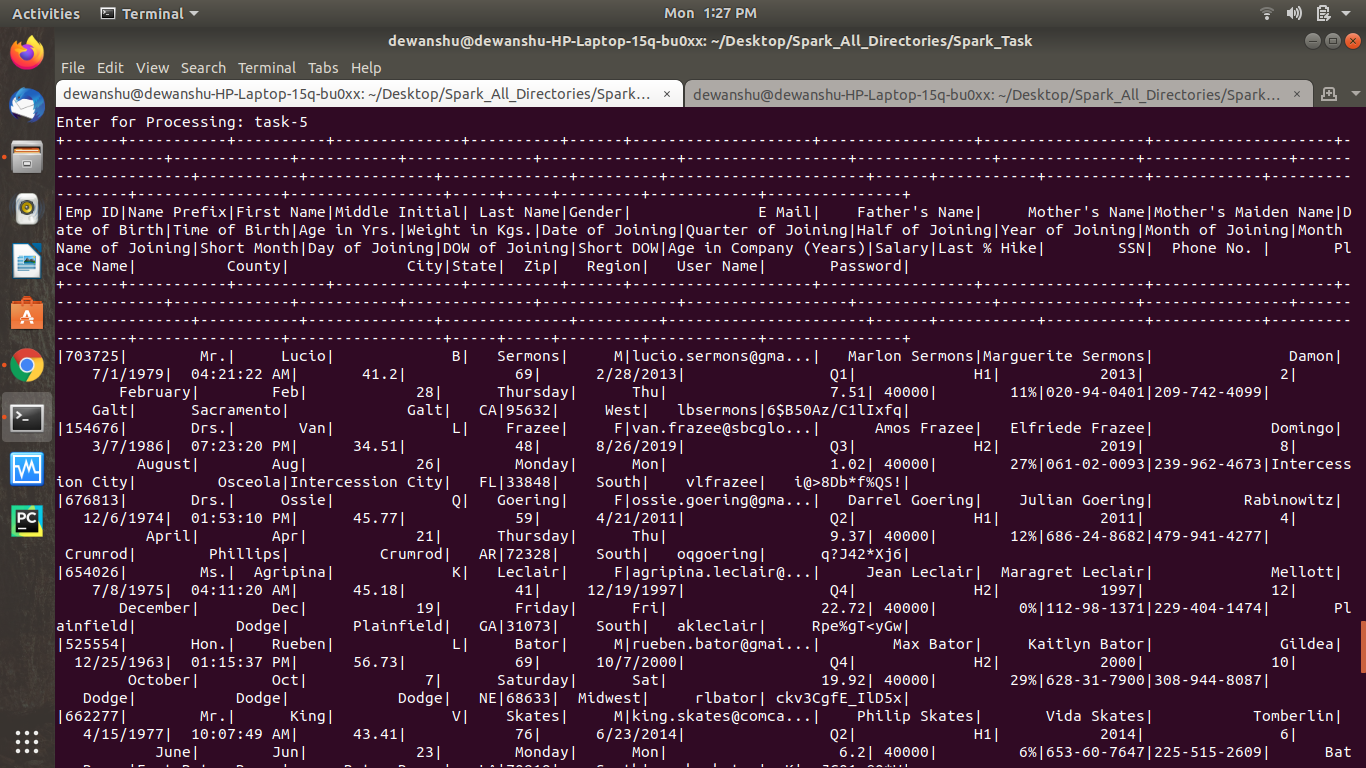 Activities Terminal Mon 1:27 PM
dewanshu@dewanshu-HP-Laptop-15q-bu0xx: ~/Desktop/Spark_All_Directories/Spark_Task
File Edit View Search Terminal Tabs Help
dewanshu@dewanshu-HP-Laptop-15q-bu0xx: ~/Desktop/Spark_All_Directories/Spark... × dewanshu@dewanshu-HP-Laptop-15q-bu0xx: ~/Desktop/Spark_All_Directories/Spark... ×
Enter for Processing: task-5
|Emp ID|Name Prefix|First Name|Middle Initial| Last Name|Gender| E Mail| Father's Name| Mother's Name|Mother's Maiden Name|D
ate of Birth|Time of Birth|Age in Yrs.|Weight in Kgs.|Date of Joining|Quarter of Joining|Half of Joining|Year of Joining|Month of Joining|Month
Name of Joining|Short Month|Day of Joining|DOW of Joining|Short DOW|Age in Company (Years)|Salary|Last % Hike| SSN| Phone No. | Pl
ace Name| County| City|State| Zip| Region| User Name| Password|
|703725| Mr.| Lucio| B| Sermons| M|lucio.sermons@gma...| Marlon Sermons|Marguerite Sermons| Damon|
7/1/1979| 04:21:22 AM| 41.2| 69| 2/28/2013| Q1| H1| 2013| 2|
February| Feb| 28| Thursday| Thu| 7.51| 40000| 11%|020-94-0401|209-742-4099|
Galt| Sacramento| Galt| CA|95632| West| lbsermons|6$B50Az/C1lIxfq|
|154676| Drs.| Van| L| Frazee| F|van.frazee@sbcglo...| Amos Frazee| Elfriede Frazee| Domingo|
3/7/1986| 07:23:20 PM| 34.51| 48| 8/26/2019| Q3| H2| 2019| 8|
August| Aug| 26| Monday| Mon| 1.02| 40000| 27%|061-02-0093|239-962-4673|Intercess
ion City| Osceola|Intercession City| FL|33848| South| vlfrazee| i@>8Db*f%QS!|
|676813| Drs.| Ossie| Q| Goering| F|ossie.goering@gma...| Darrel Goering| Julian Goering| Rabinowitz|
12/6/1974| 01:53:10 PM| 45.77| 59| 4/21/2011| Q2| H1| 2011| 4|
April| Apr| 21| Thursday| Thu| 9.37| 40000| 12%|686-24-8682|479-941-4277|
Crumrod| Phillips| Crumrod| AR|72328| South| oqgoering| q?J42*Xj6|
|654026| Ms.| Agripina| K| Leclair| F|agripina.leclair@...| Jean Leclair| Maragret Leclair| Mellott|
7/8/1975| 04:11:20 AM| 45.18| 41| 12/19/1997| Q4| H2| 1997| 12|
December| Dec| 19| Friday| Fri| 22.72| 40000| 0%|112-98-1371|229-404-1474| Pl
ainfield| Dodge| Plainfield| GA|31073| South| akleclair| Rpe%gT<yGw|
|525554| Hon.| Rueben| L| Bator| M|rueben.bator@gmai...| Max Bator| Kaitlyn Bator| Gildea|
12/25/1963| 01:15:37 PM| 56.73| 69| 10/7/2000| Q4| H2| 2000| 10|
October| Oct| 7| Saturday| Sat| 19.92| 40000| 29%|628-31-7900|308-944-8087|
Dodge| Dodge| Dodge| NE|68633| Midwest| rlbator| ckv3CgfE_IlD5x|
|662277| Mr.| King| V| Skates| M|king.skates@comca...| Philip Skates| Vida Skates| Tomberlin|
4/15/1977| 10:07:49 AM| 43.41| 76| 6/23/2014| Q2| H1| 2014| 6|
June| Jun| 23| Monday| Mon| 6.2| 40000| 6%|653-60-7647|225-515-2609| Bat